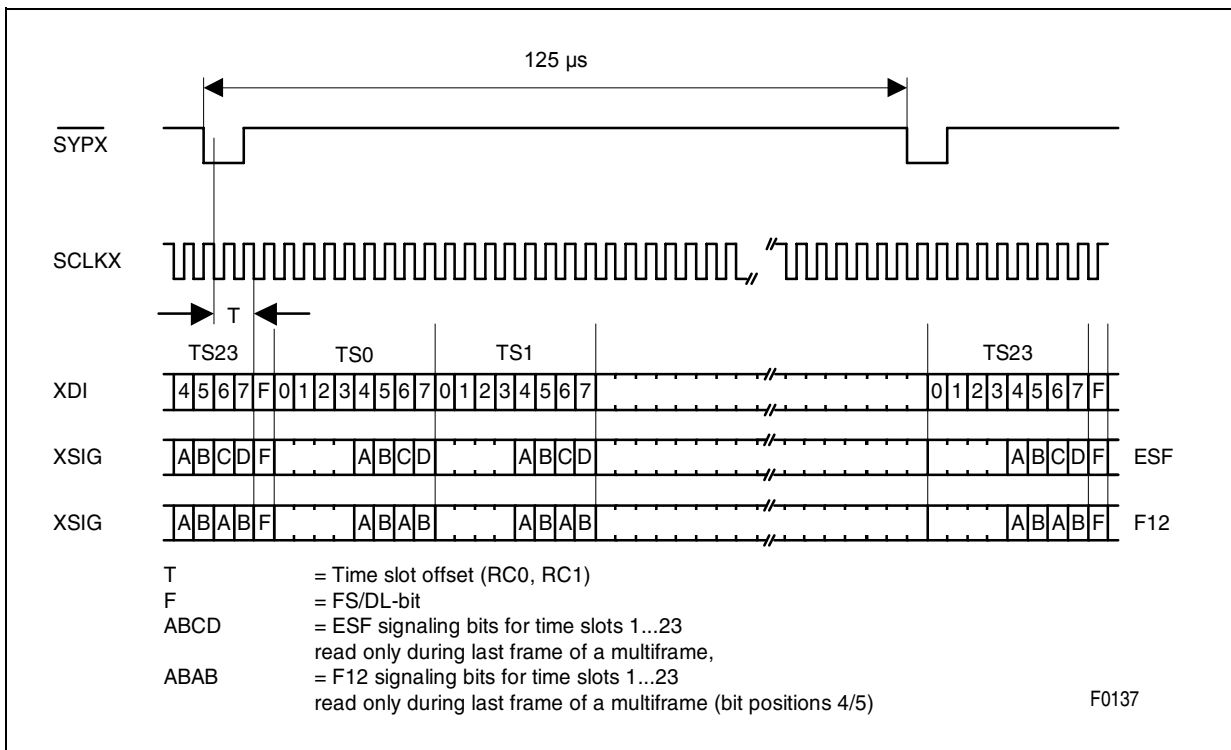 125 µs
SYPX
SCLKX
T
TS23 TS0 TS1 TS23
XDI 4 5 6 7 F 0 1 2 3 4 5 6 7 0 1 2 3 4 5 6 7 0 1 2 3 4 5 6 7 F
XSIG A B C D F A B C D A B C D A B C D F ESF
XSIG A B A B F A B A B A B A B A B A B F F12
T = Time slot offset (RC0, RC1)
F = FS/DL-bit
ABCD = ESF signaling bits for time slots 1...23
read only during last frame of a multiframe,
ABAB = F12 signaling bits for time slots 1...23
read only during last frame of a multiframe (bit positions 4/5)
F0137